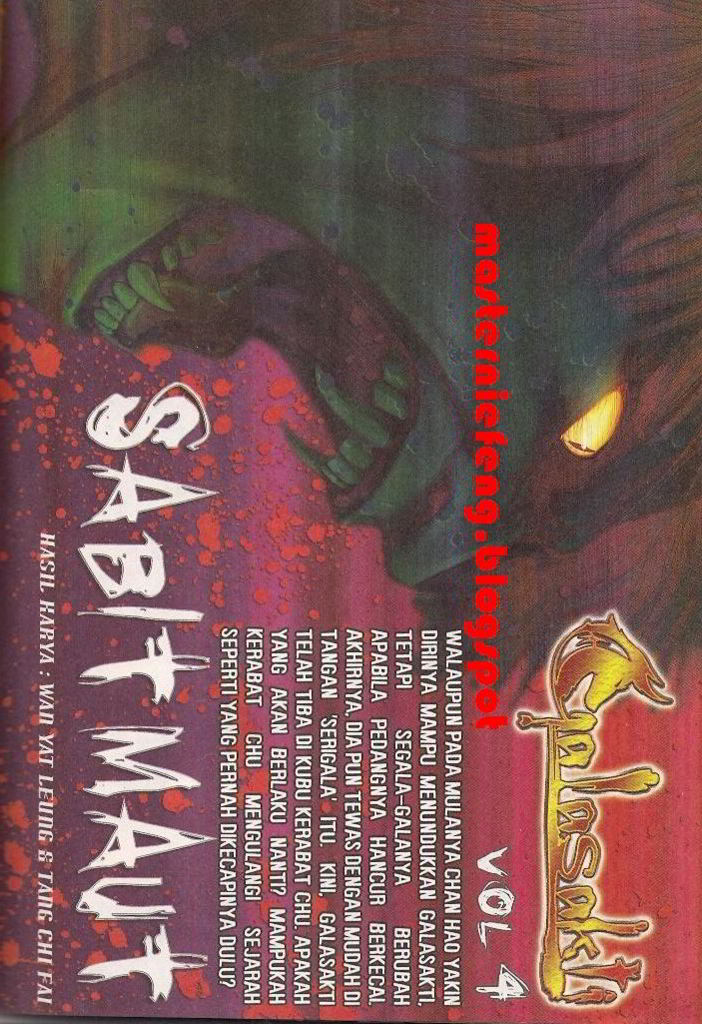 Galasakti
VOL 4
masterniefeng.blogspot
WALAUPUN PADA MULANYA CHAN HAO YAKIN
DIRINYA MAMPU MENUNDUKKAN GALASAKTI,
TETAPI SEGALA-GALANYA BERUBAH
APABILA PEDANGNYA HANCUR BERKECAI
AKHIRNYA, DIA PUN TEWAS DENGAN MUDAH DI
TANGAN SERIGALA ITU. KINI, GALASAKTI
TELAH TIBA DI KUBU KERABAT CHU. APAKAH
YANG AKAN BERLAKU NANTI? MAMPUKAH
KERABAT CHU MENGULANGI SEJARAH
SEPERTI YANG PERNAH DIKECAPINYA DULU?
SABIT MAUT
HASIL KARYA : WAN YAT LEUNG & TANG CHI FAI